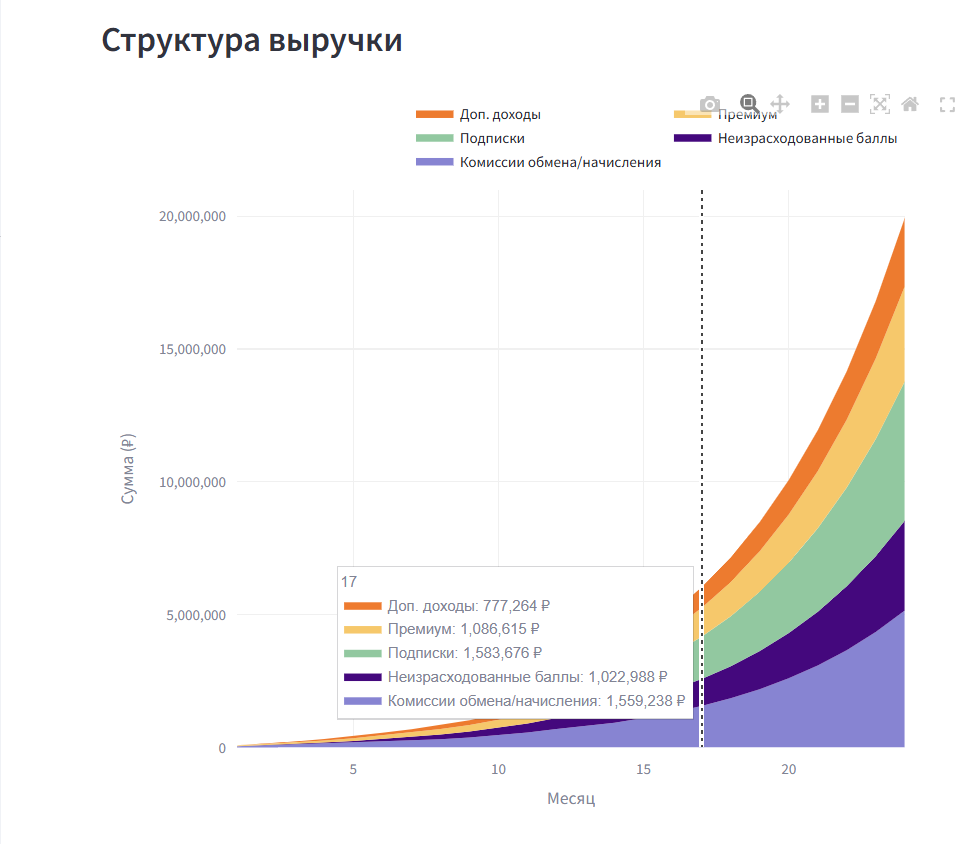 Структура выручки
Доп. доходы
Премиум
Подписки
Неизрасходованные баллы
Комиссии обмена/начисления
20,000,000
15,000,000
10,000,000
5,000,000
0
Сумма (₽)
17
Доп. доходы: 777,264 ₽
Премиум: 1,086,615 ₽
Подписки: 1,583,676 ₽
Неизрасходованные баллы: 1,022,988 ₽
Комиссии обмена/начисления: 1,559,238 ₽
5
10
15
20
Месяц